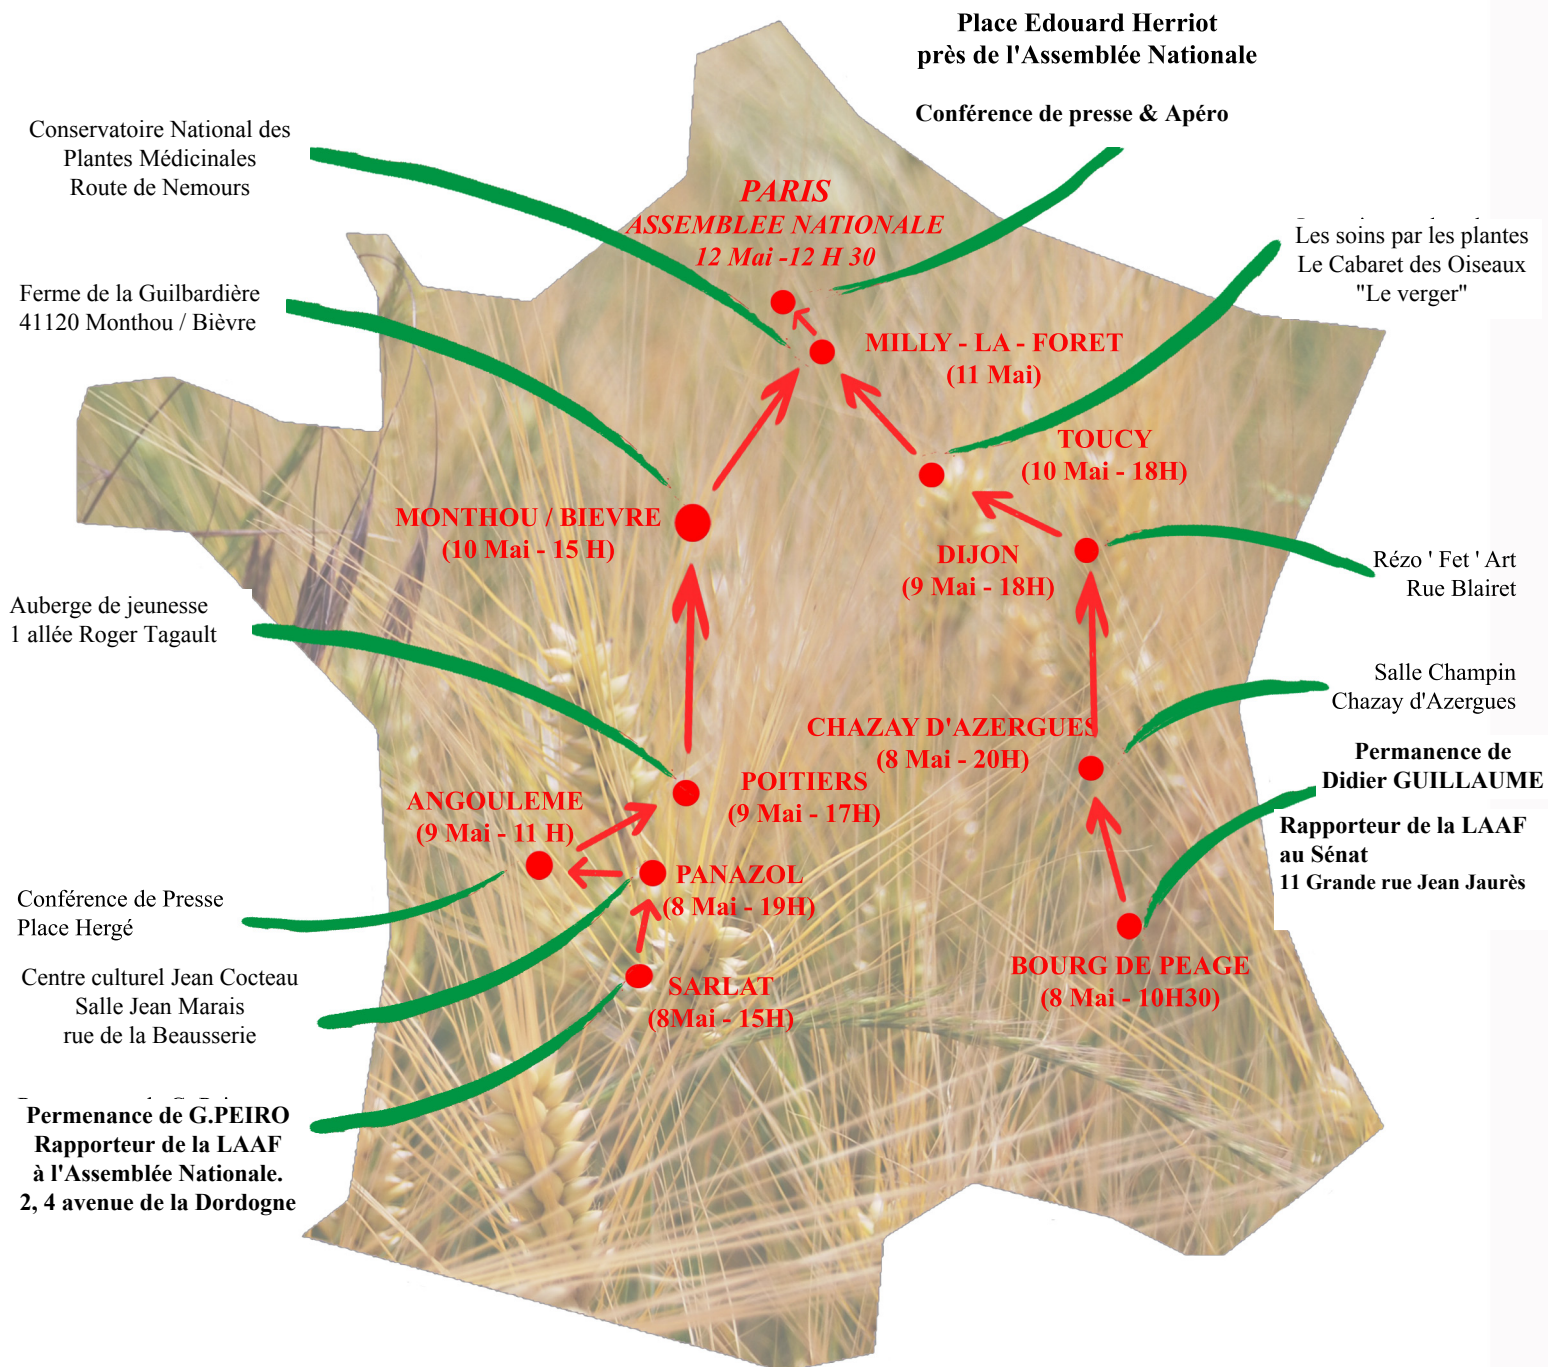 Place Edouard Herriot
près de l'Assemblée Nationale
Conférence de presse & Apéro
Conservatoire National des
Plantes Médicinales
Route de Nemours
PARIS
ASSEMBLEE NATIONALE
12 Mai -12 H 30
Les soins par les plantes
Le Cabaret des Oiseaux
"Le verger"
Ferme de la Guilbardière
41120 Monthou / Bièvre
MILLY - LA - FORET
(11 Mai)
TOUCY
(10 Mai - 18H)
MONTHOU / BIEVRE
(10 Mai - 15 H)
DIJON
(9 Mai - 18H)
Rézo ' Fet ' Art
Rue Blairet
Auberge de jeunesse
1 allée Roger Tagault
Salle Champin
Chazay d'Azergues
CHAZAY D'AZERGUES
(8 Mai - 20H)
Permanence de
Didier GUILLAUME
Rapporteur de la LAAF
au Sénat
11 Grande rue Jean Jaurès
POITIERS
(9 Mai - 17H)
ANGOULEME
(9 Mai - 11 H)
PANAZOL
(8 Mai - 19H)
Conférence de Presse
Place Hergé
Centre culturel Jean Cocteau
Salle Jean Marais
rue de la Beausserie
SARLAT
(8Mai - 15H)
BOURG DE PEAGE
(8 Mai - 10H30)
Permenance de G.PEIRO
Rapporteur de la LAAF
à l'Assemblée Nationale.
2, 4 avenue de la Dordogne